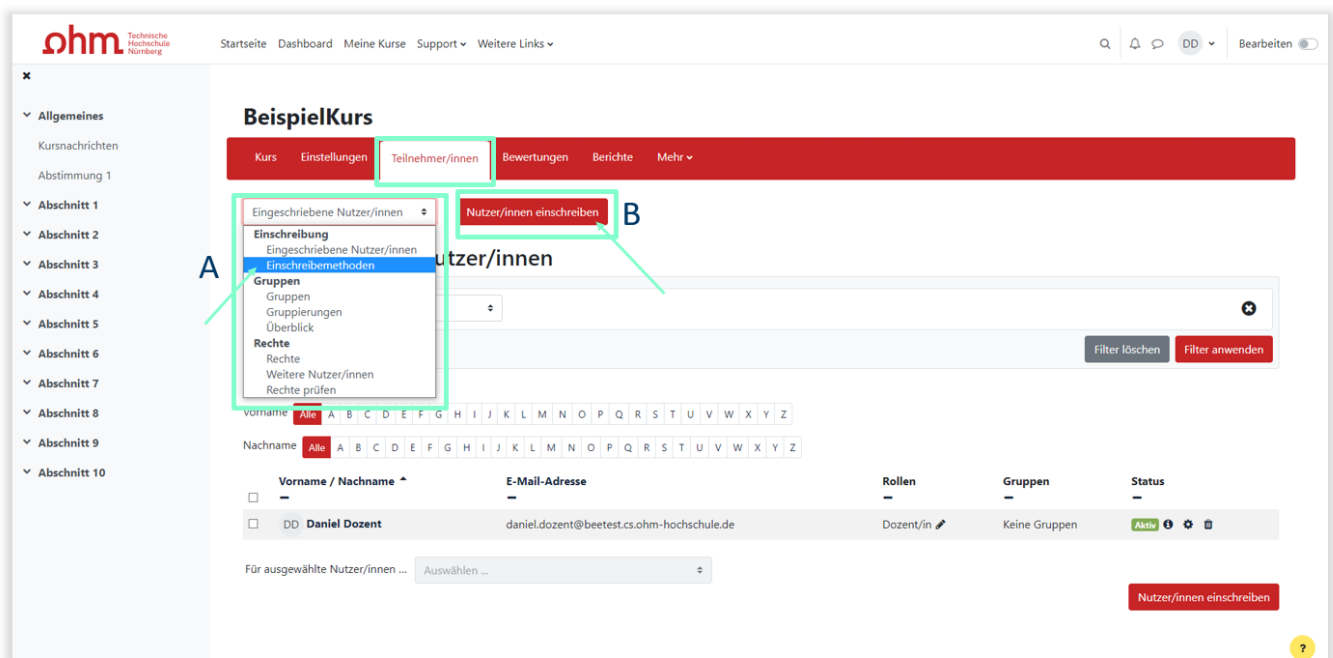 ohm Technische
Hochschule
Nürnberg
Startseite Dashboard Meine Kurse Support Weitere Links
DD Bearbeiten
Allgemeines
Kursnachrichten
Abstimmung 1
Abschnitt 1
Abschnitt 2
Abschnitt 3
Abschnitt 4
Abschnitt 5
Abschnitt 6
Abschnitt 7
Abschnitt 8
Abschnitt 9
Abschnitt 10
BeispielKurs
Kurs Einstellungen Teilnehmer/innen Bewertungen Berichte Mehr
Eingeschriebene Nutzer/innen Nutzer/innen einschreiben B
A
Einschreibung
Eingeschriebene Nutzer/innen
Einschreibemethoden
Gruppen
Gruppen
Gruppierungen
Überblick
Rechte
Rechte
Weitere Nutzer/innen
Rechte prüfen
utzer/innen
Filter löschen Filter anwenden
Vorname Alle A B C D E F G H I J K L M N O P Q R S T U V W X Y Z
Nachname Alle A B C D E F G H I J K L M N O P Q R S T U V W X Y Z
Vorname / Nachname E-Mail-Adresse Rollen Gruppen Status
DD Daniel Dozent daniel.dozent@beetest.cs.ohm-hochschule.de Dozent/in Keine Gruppen Aktiv
Für ausgewählte Nutzer/innen ... Auswählen ...
Nutzer/innen einschreiben
?